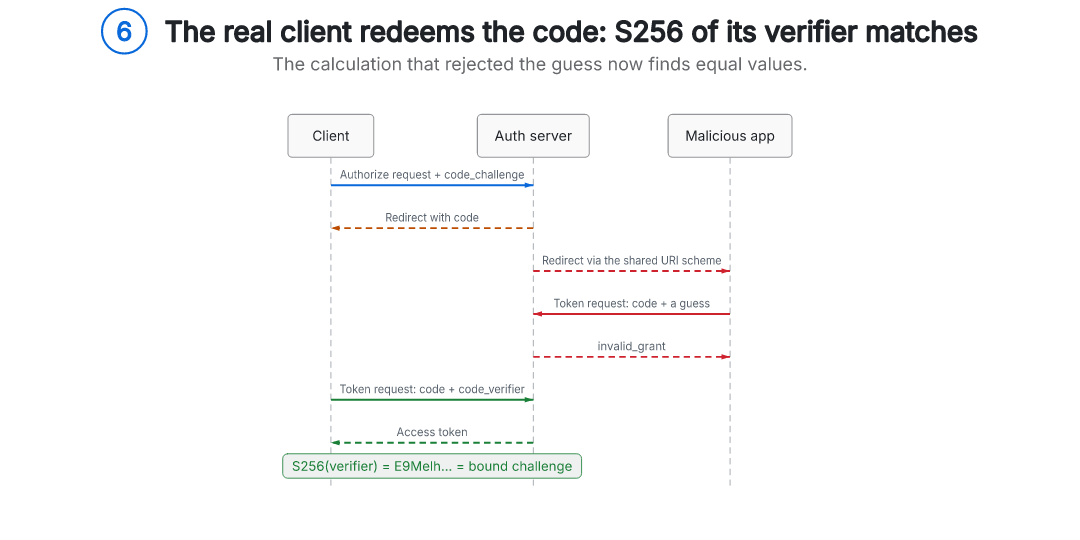 6
The real client redeems the code: S256 of its verifier matches
The calculation that rejected the guess now finds equal values.
Client
Auth server
Malicious app
Authorize request + code_challenge
Redirect with code
Redirect via the shared URI scheme
Token request: code + a guess
invalid_grant
Token request: code + code_verifier
Access token
S256(verifier) = E9Melh... = bound challenge